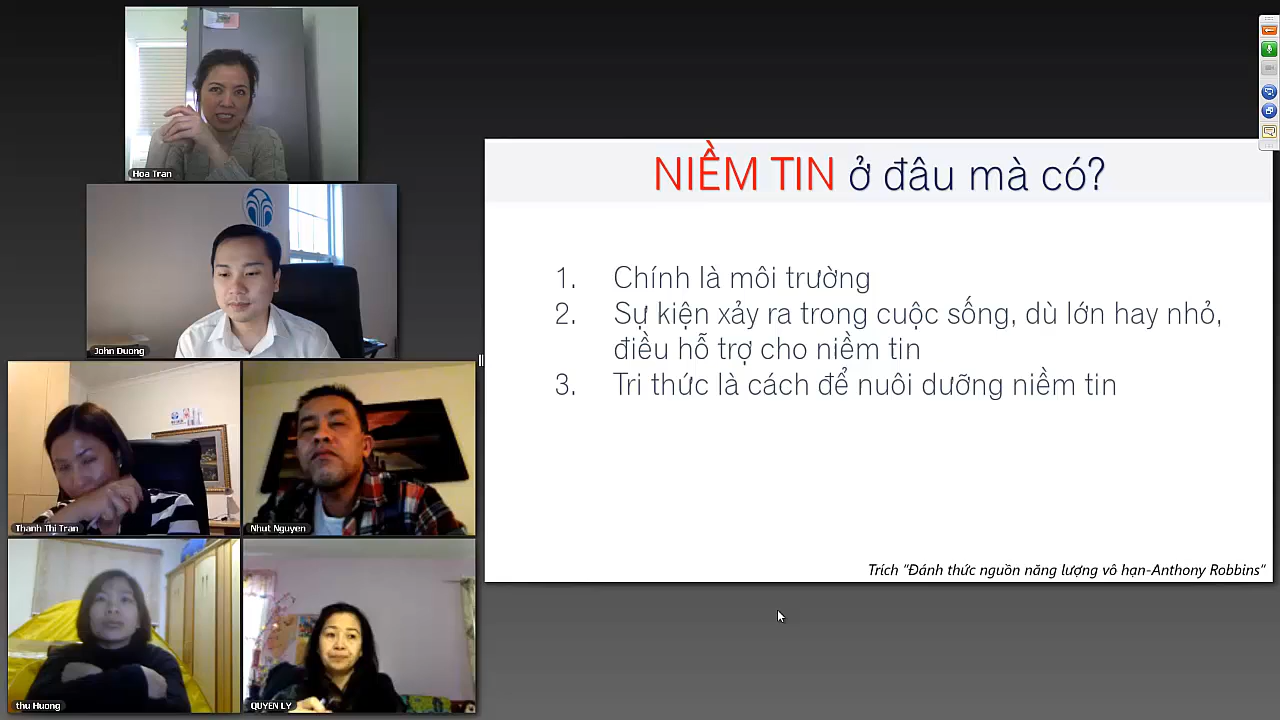 Hoa Tran
John Duong
Thanh Thi Tran
Nhut Nguyen
thu Huong
QUYEN LY
NIỀM TIN ở đâu mà có?
1. Chính là môi trường
2. Sự kiện xảy ra trong cuộc sống, dù lớn hay nhỏ,
điều hỗ trợ cho niềm tin
3. Tri thức là cách để nuôi dưỡng niềm tin
Trích "Đánh thức nguồn năng lượng vô hạn-Anthony Robbins"